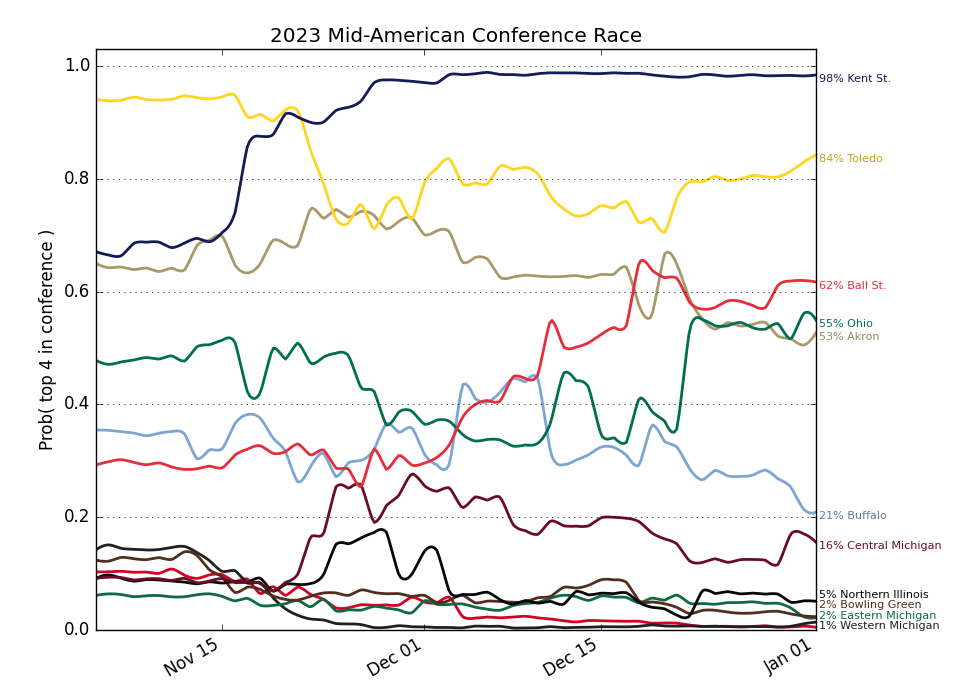 2023 Mid-American Conference Race
Prob( top 4 in conference )
1.0
0.8
0.6
0.4
0.2
0.0
Nov 15
Dec 01
Dec 15
Jan 01
98% Kent St.
84% Toledo
62% Ball St.
55% Ohio
53% Akron
21% Buffalo
16% Central Michigan
5% Northern Illinois
2% Bowling Green
2% Eastern Michigan
1% Western Michigan